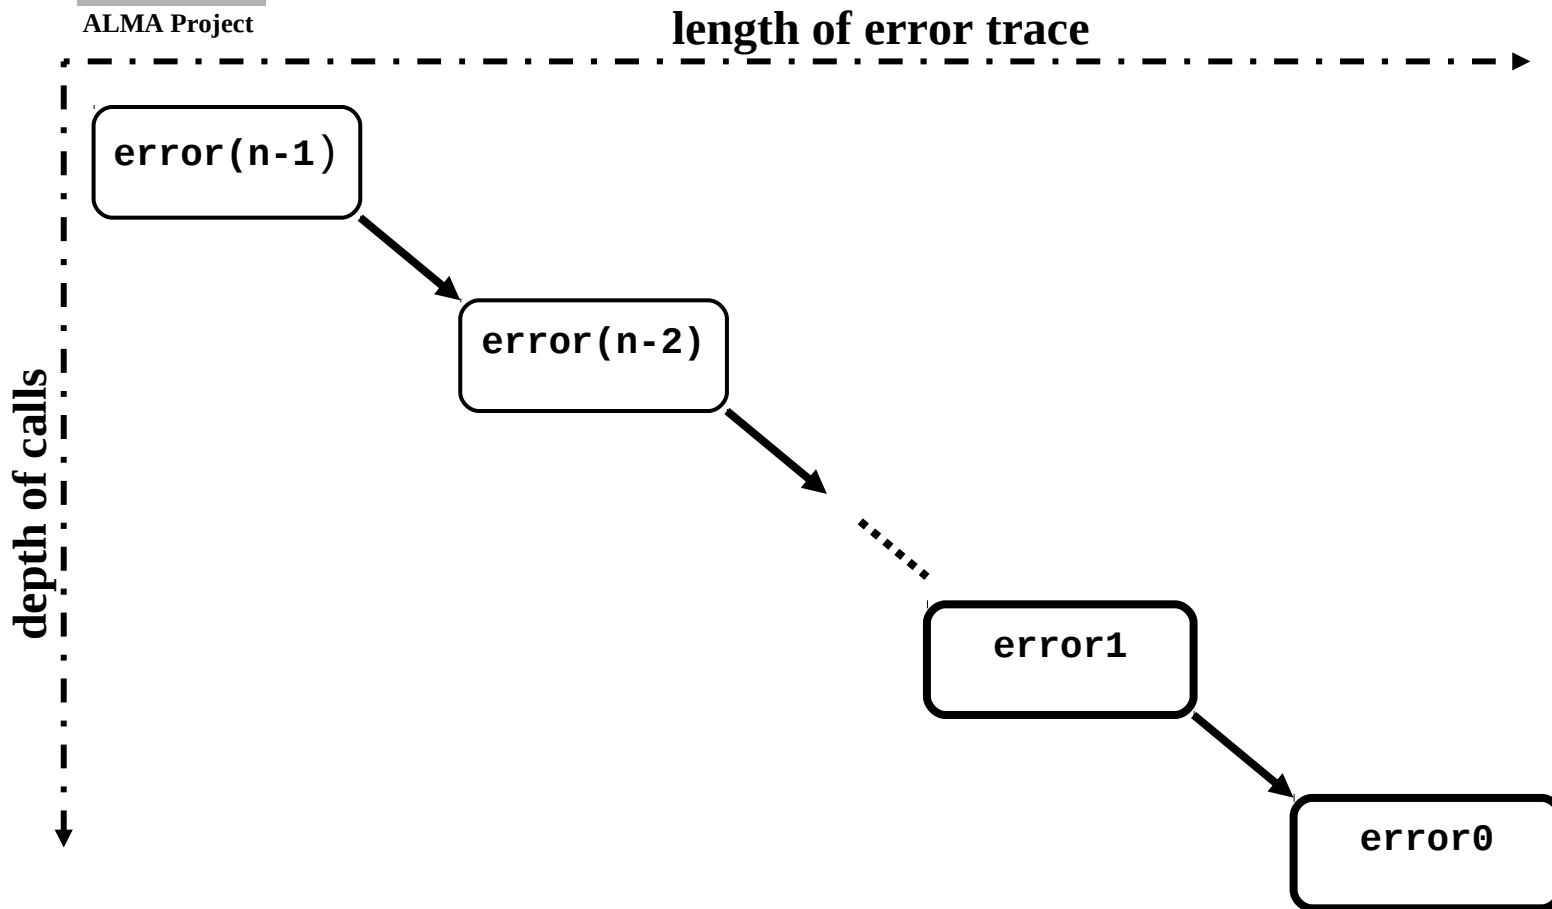 ALMA Project
length of error trace
error(n-1)
error(n-2)
depth of calls
error1
error0